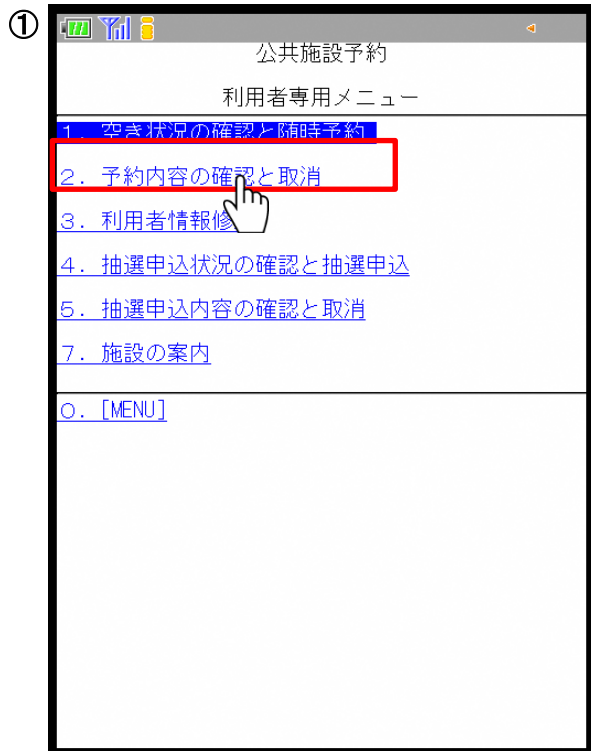 ①
公共施設予約
利用者専用メニュー
1. 空き状況の確認と随時予約
2. 予約内容の確認と取消
3. 利用者情報修
4. 抽選申込状況の確認と抽選申込
5. 抽選申込内容の確認と取消
7. 施設の案内
0. [MENU]